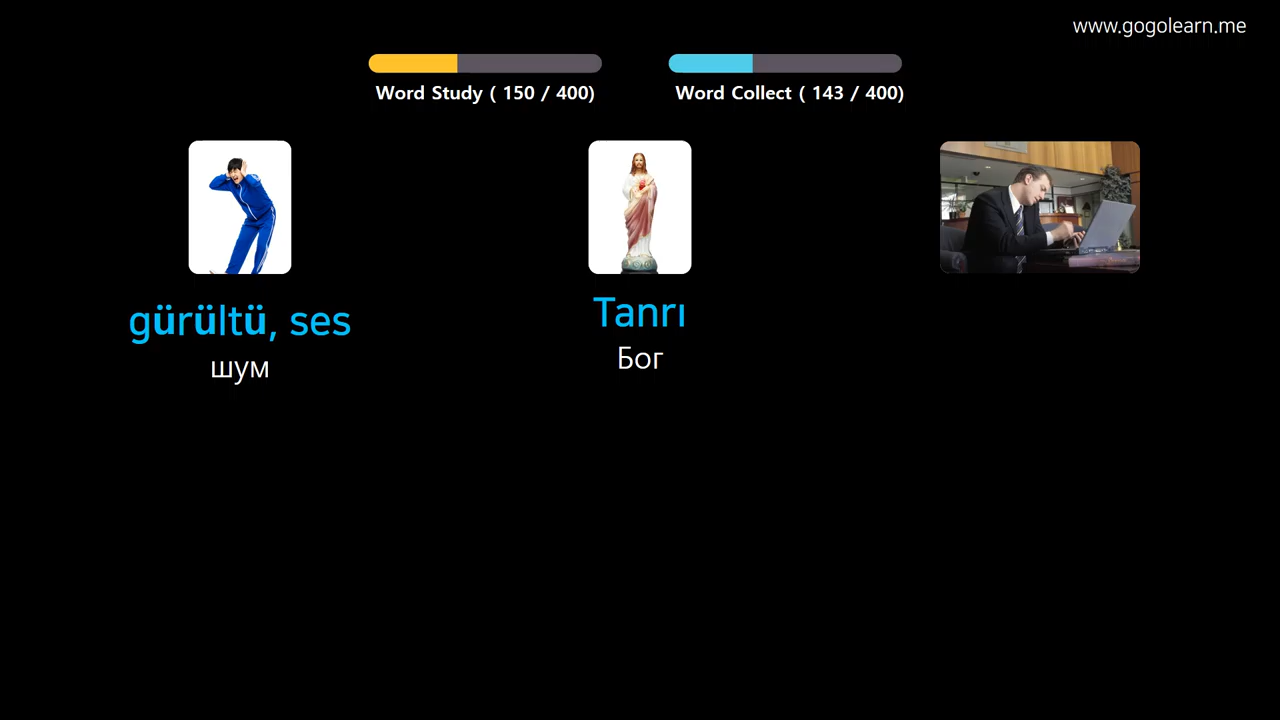 www.gogolearn.me
Word Study ( 150 / 400)
Word Collect ( 143 / 400)
gürültü, ses
шум
Tanrı
Бог